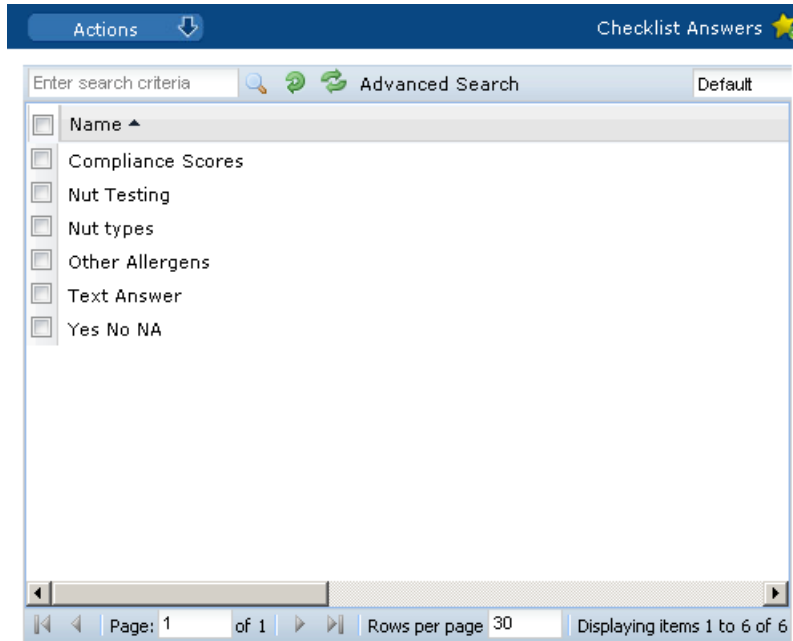 Actions Checklist Answers
Enter search criteria Advanced Search Default
Name
Compliance Scores
Nut Testing
Nut types
Other Allergens
Text Answer
Yes No NA
Page: 1 of 1 Rows per page 30 Displaying items 1 to 6 of 6